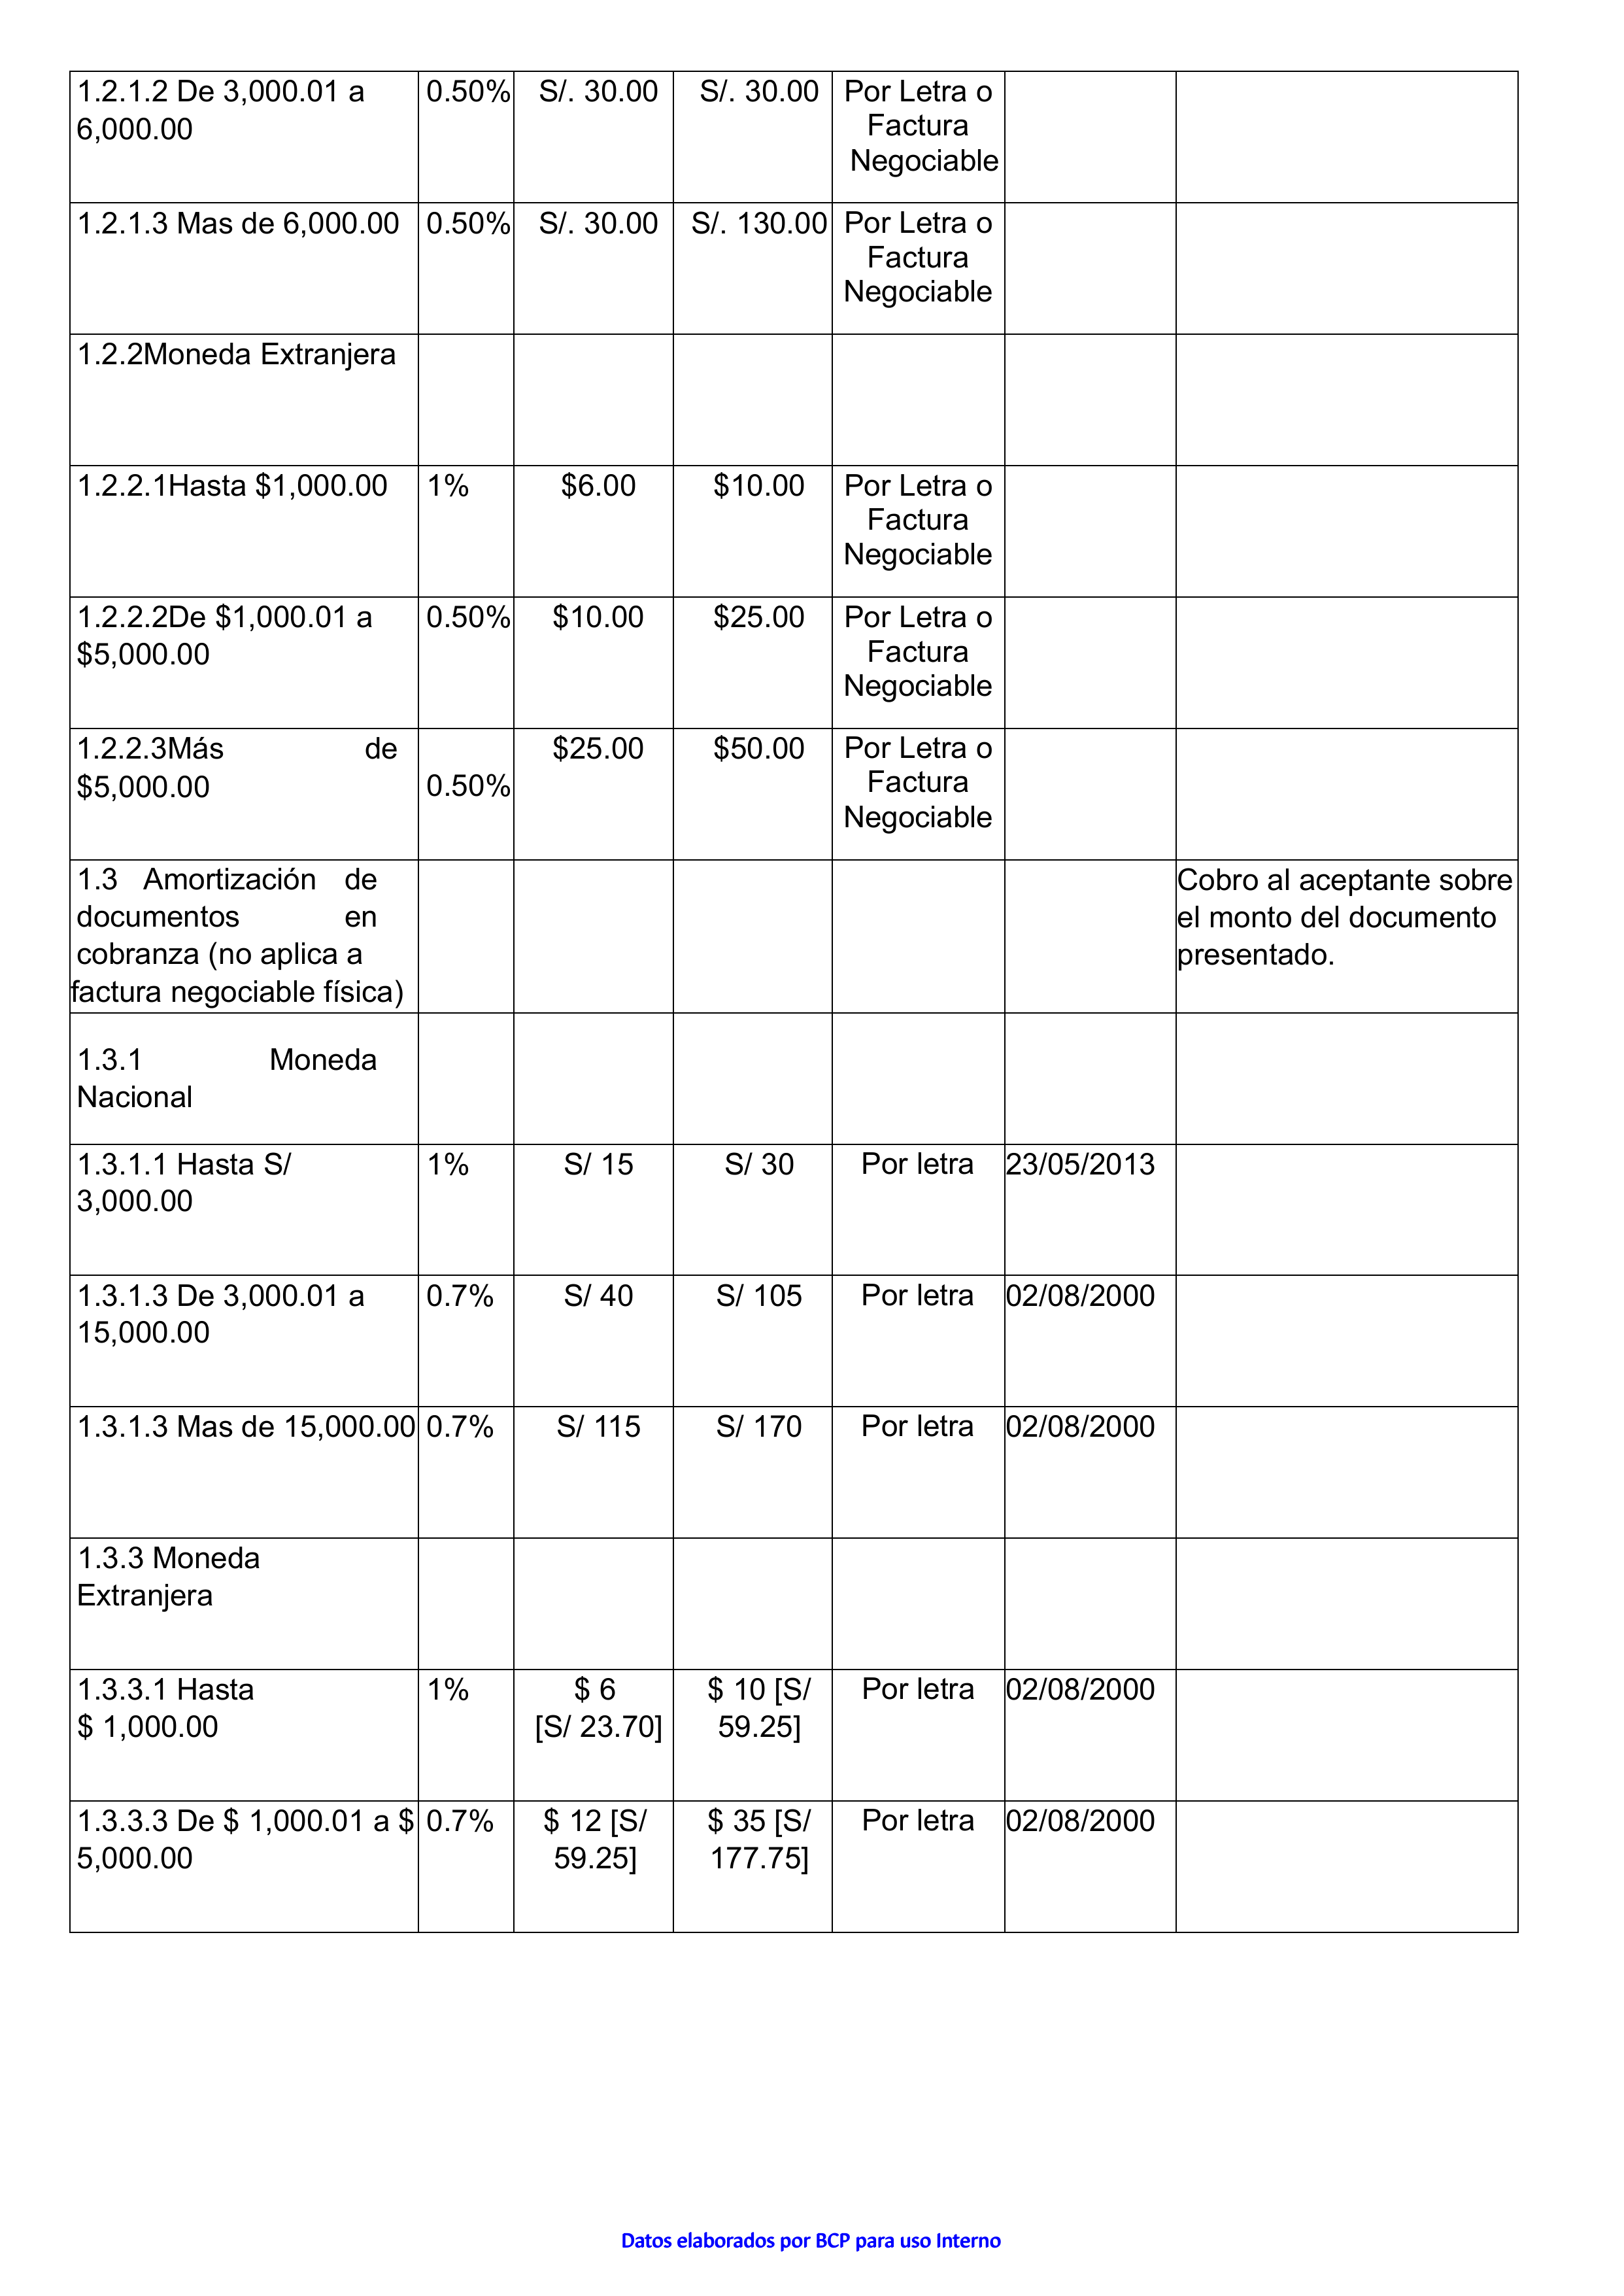 1.2.1.2 De 3,000.01 a
6,000.00
0.50%
S/. 30.00
S/. 30.00
Por Letra o
Factura
Negociable
1.2.1.3 Mas de 6,000.00
0.50%
S/. 30.00
S/. 130.00
Por Letra o
Factura
Negociable
1.2.2Moneda Extranjera
1.2.2.1Hasta $1,000.00
1%
$6.00
$10.00
Por Letra o
Factura
Negociable
1.2.2.2De $1,000.01 a
$5,000.00
0.50%
$10.00
$25.00
Por Letra o
Factura
Negociable
1.2.2.3Más de
$5,000.00
0.50%
$25.00
$50.00
Por Letra o
Factura
Negociable
1.3 Amortización de
documentos en
cobranza (no aplica a
factura negociable física)
Cobro al aceptante sobre
el monto del documento
presentado.
1.3.1 Moneda
Nacional
1.3.1.1 Hasta S/
3,000.00
1%
S/ 15
S/ 30
Por letra
23/05/2013
1.3.1.3 De 3,000.01 a
15,000.00
0.7%
S/ 40
S/ 105
Por letra
02/08/2000
1.3.1.3 Mas de 15,000.00
0.7%
S/ 115
S/ 170
Por letra
02/08/2000
1.3.3 Moneda
Extranjera
1.3.3.1 Hasta
$ 1,000.00
1%
$ 6
[S/ 23.70]
$ 10 [S/
59.25]
Por letra
02/08/2000
1.3.3.3 De $ 1,000.01 a $
5,000.00
0.7%
$ 12 [S/
59.25]
$ 35 [S/
177.75]
Por letra
02/08/2000
Datos elaborados por BCP para uso Interno